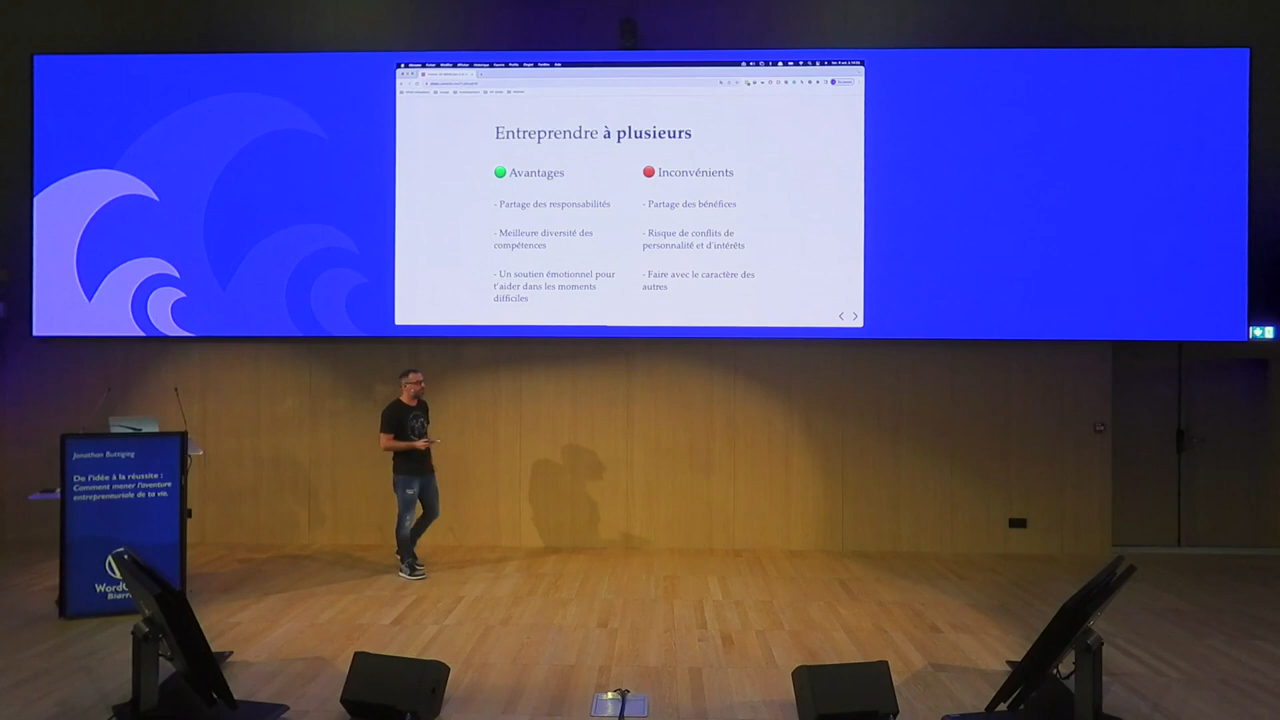 Entreprendre à plusieurs
Avantages
- Partage des responsabilités
- Meilleure diversité des
compétences
- Un soutien émotionnel pour
t'aider dans les moments
difficiles
Inconvénients
- Partage des bénéfices
- Risque de conflits de
personnalité et d'intérêts
- Faire avec le caractère des
autres
Jonathan Buttigieg
De l'idée à la réussite :
Comment mener l'aventure
entrepreneuriale de ta vie.